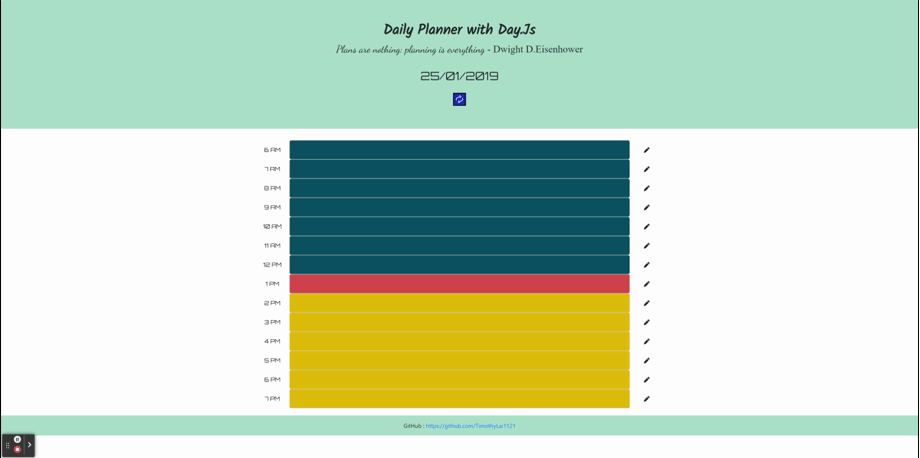 Daily Planner with Day.Js
Plans are nothing; planning is everything - Dwight D.Eisenhower
25/01/2019
6 AM
7 AM
8 AM
9 AM
10 AM
11 AM
12 PM
1 PM
2 PM
3 PM
4 PM
5 PM
6 PM
7 PM
GitHub : https://github.com/TimothyLai1121